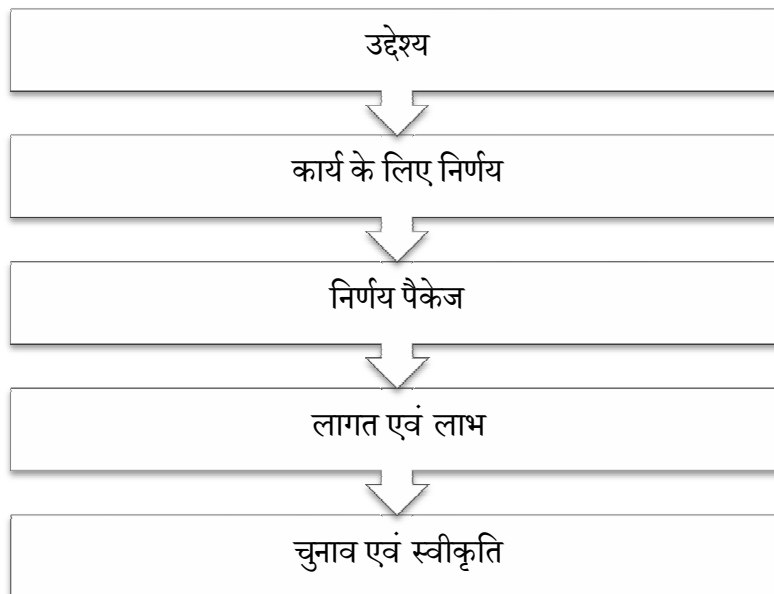 उद्देश्य
कार्य के लिए निर्णय
निर्णय पैकेज
लागत एवं लाभ
चुनाव एवं स्वीकृति